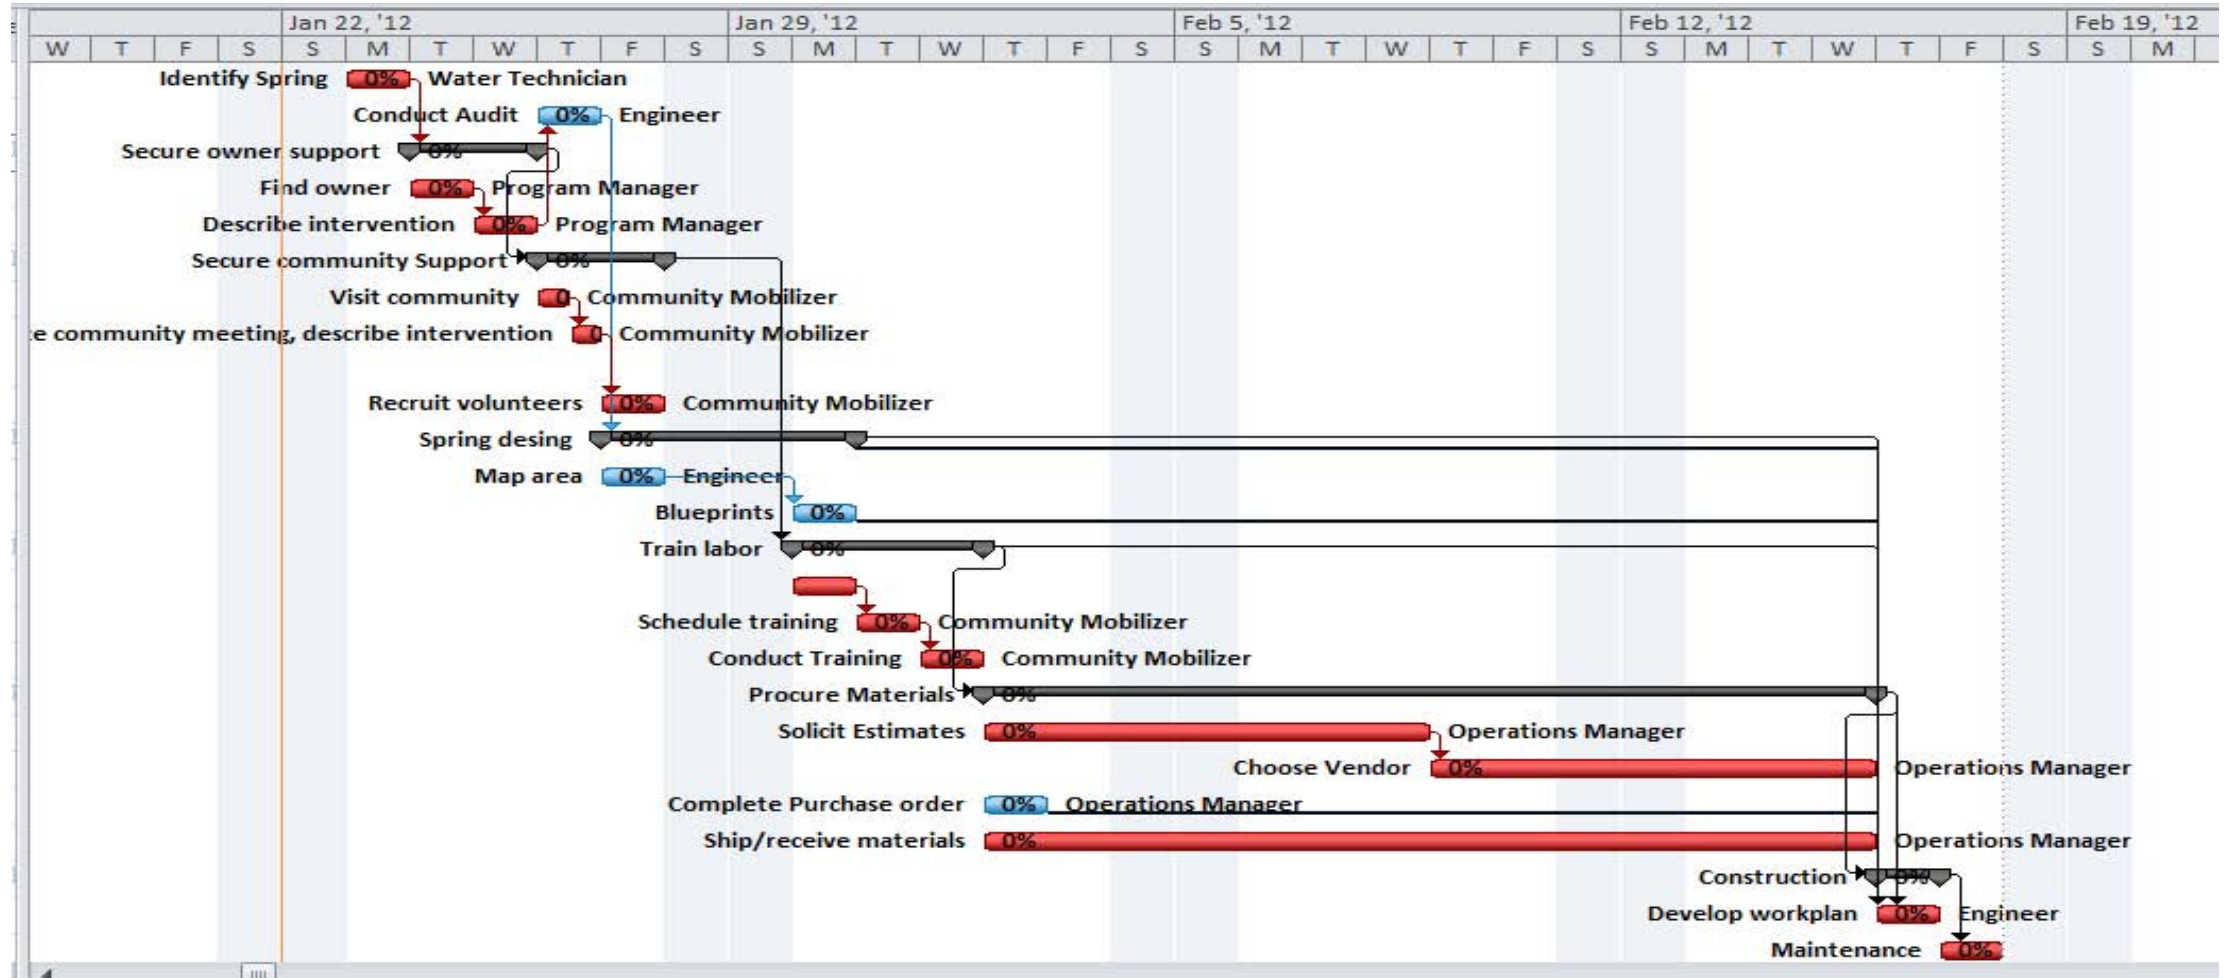 Jan 22, '12 Jan 29, '12 Feb 5, '12 Feb 12, '12 Feb 19, '12
W T F S S M T W T F S S M T W T F S S M T W T F S S M T W T F S S M
Identify Spring 0% Water Technician
Conduct Audit 0% Engineer
Secure owner support 0%
Find owner 0% Program Manager
Describe intervention 0% Program Manager
Secure community Support 0%
Visit community 0 Community Mobilizer
e community meeting, describe intervention 0 Community Mobilizer
Recruit volunteers 0% Community Mobilizer
Spring desing 0%
Map area 0% Engineer
Blueprints 0%
Train labor 0%
Schedule training 0% Community Mobilizer
Conduct Training 0% Community Mobilizer
Procure Materials 0%
Solicit Estimates 0% Operations Manager
Choose Vendor 0% Operations Manager
Complete Purchase order 0% Operations Manager
Ship/receive materials 0% Operations Manager
Construction 0%
Develop workplan 0% Engineer
Maintenance 0%